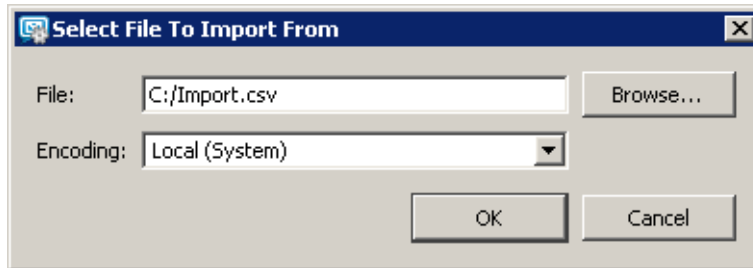 Select File To Import From
File: C:/Import.csv Browse...
Encoding: Local (System)
OK Cancel